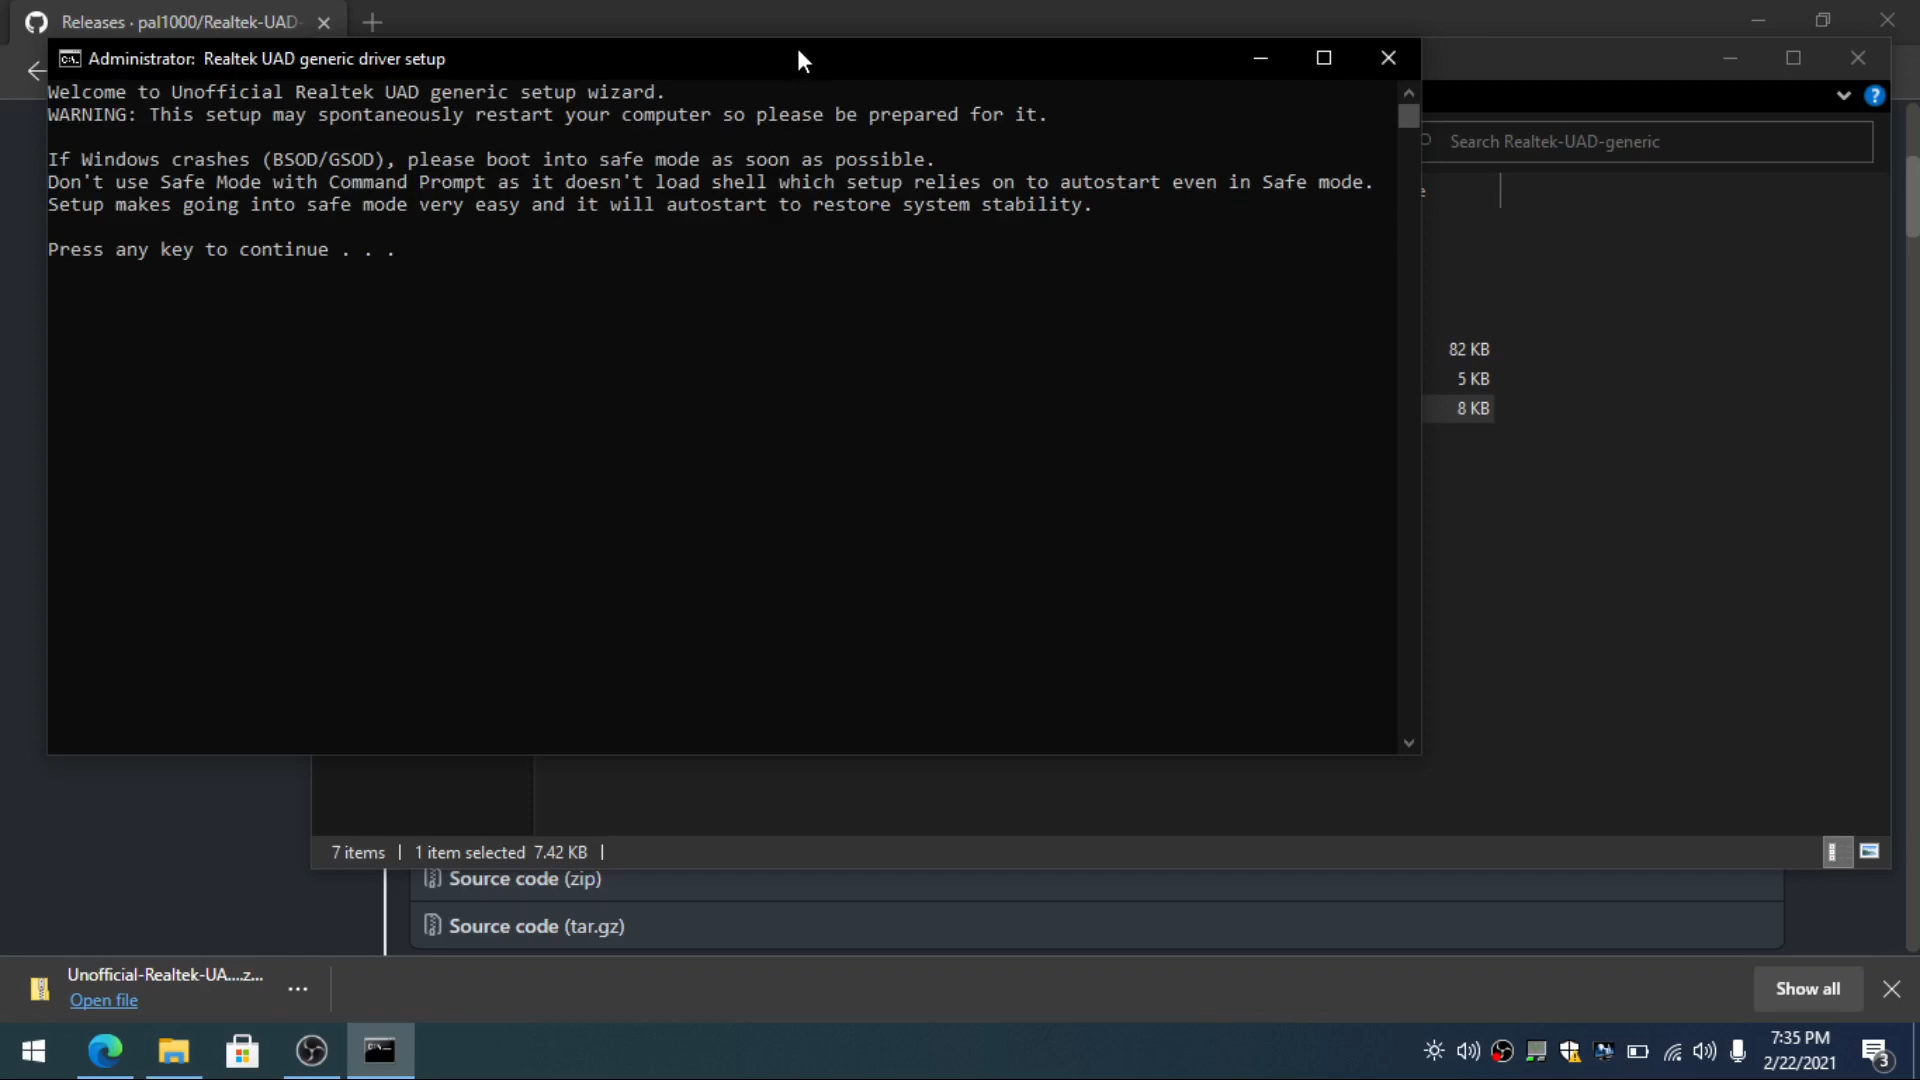 Releases · pal1000/Realtek-UAD-
Administrator:  Realtek UAD generic driver setup
Welcome to Unofficial Realtek UAD generic setup wizard.
WARNING: This setup may spontaneously restart your computer so please be prepared for it.
If Windows crashes (BSOD/GSOD), please boot into safe mode as soon as possible.
Don't use Safe Mode with Command Prompt as it doesn't load shell which setup relies on to autostart even in Safe mode.
Setup makes going into safe mode very easy and it will autostart to restore system stability.
Press any key to continue . . .
Search Realtek-UAD-generic
82 KB
5 KB
8 KB
7 items
1 item selected  7.42 KB
Source code (zip)
Source code (tar.gz)
Unofficial-Realtek-UA....z...
Open file
Show all
7:35 PM
2/22/2021
3